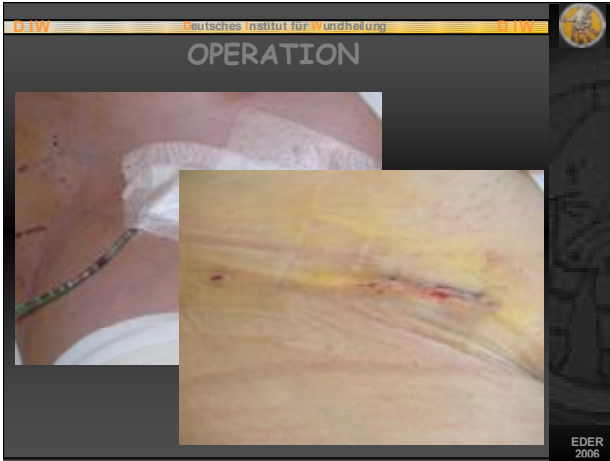 DIW Deutsches Institut für Wundheilung DIW
OPERATION
EDER
2006